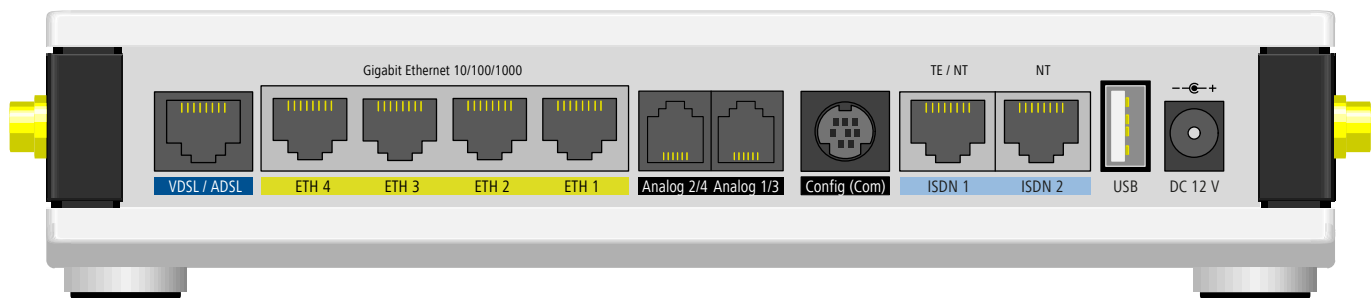 Gigabit Ethernet 10/100/1000
TE / NT
NT
VDSL / ADSL
ETH 4
ETH 3
ETH 2
ETH 1
Analog 2/4 Analog 1/3
Config (Com)
ISDN 1
ISDN 2
USB
DC 12 V